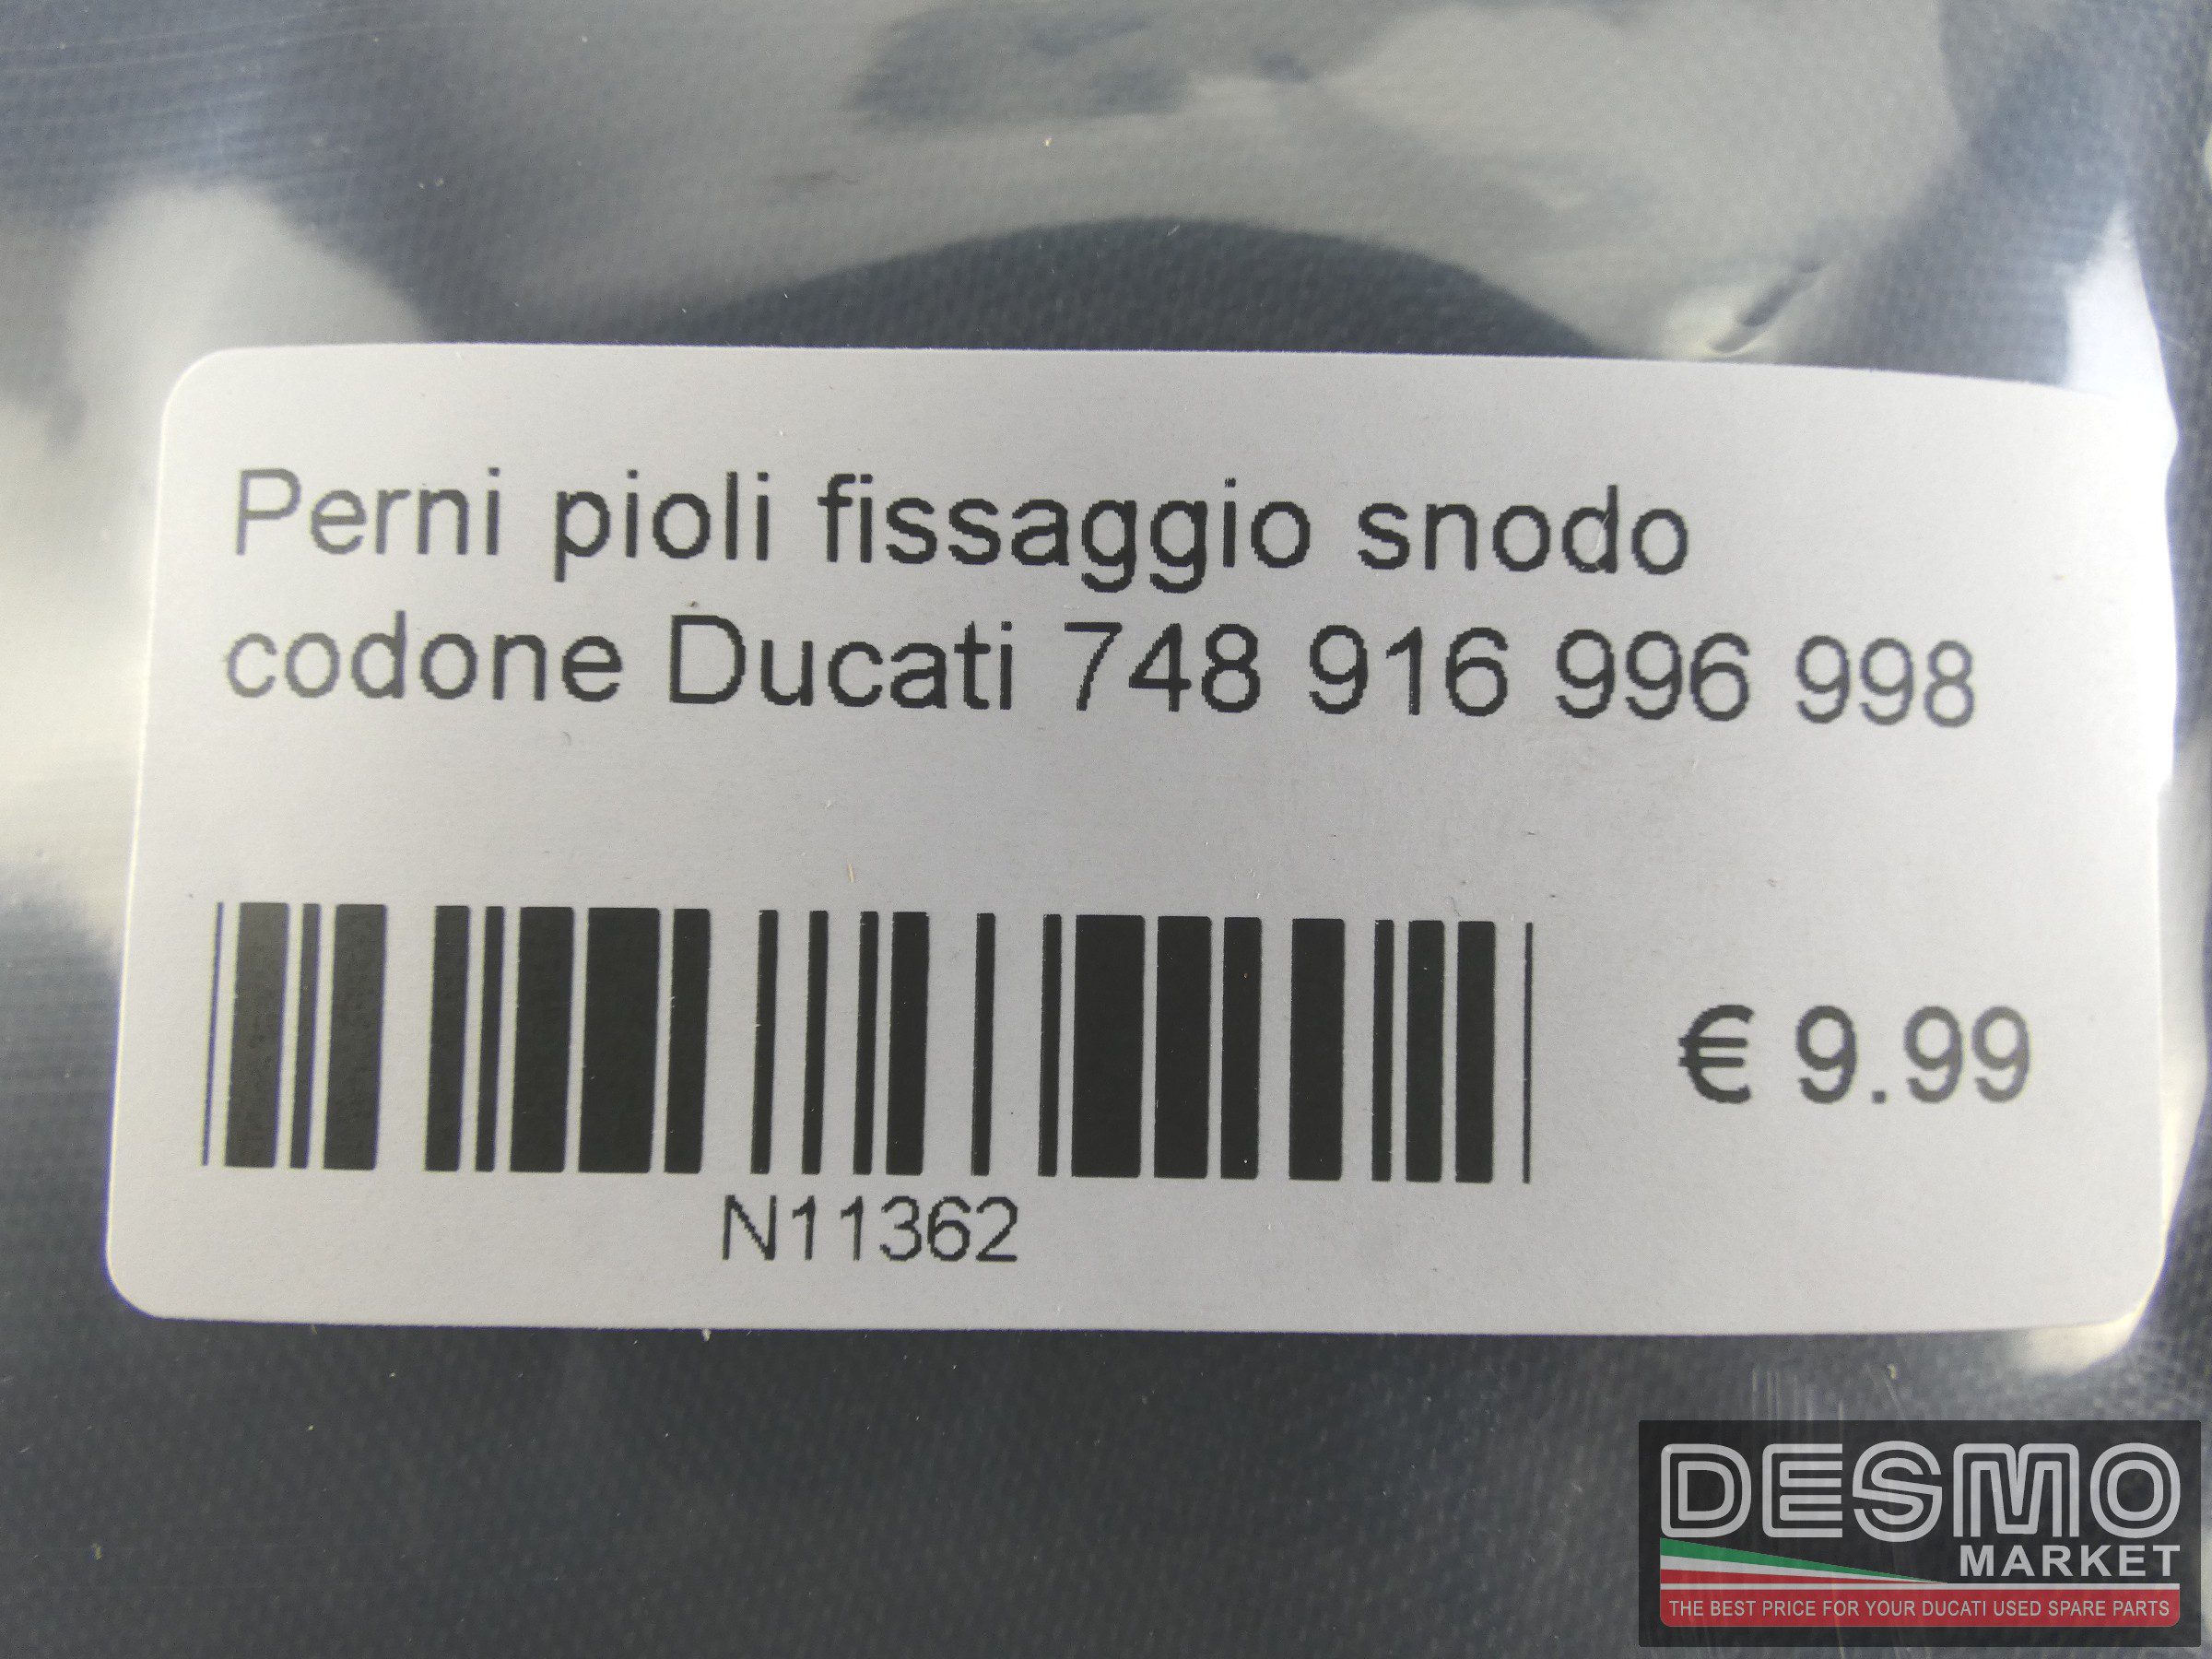 Perni pioli fissaggio snodo
codone Ducati 748 916 996 998
€ 9.99
N11362
DESMO
MARKET
THE BEST PRICE FOR YOUR DUCATI USED SPARE PARTS